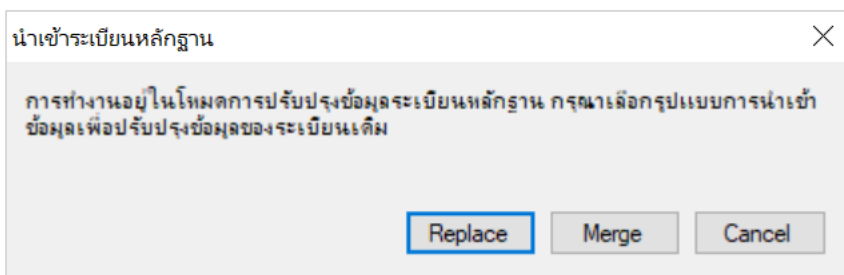 นำเข้าระเบียนหลักฐาน
การทำงานอยู่ในโหมดการปรับปรุงข้อมูลระเบียนหลักฐาน กรุณาเลือกรูปแบบการนำเข้า
ข้อมูลเพื่อปรับปรุงข้อมูลของระเบียนเดิม
Replace Merge Cancel